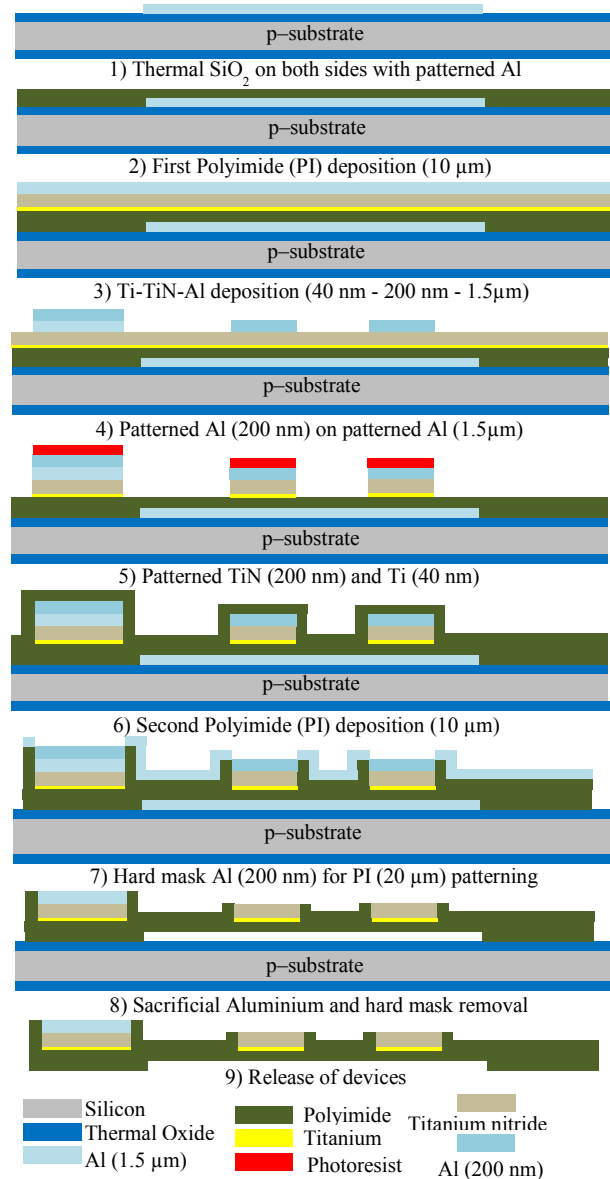 p–substrate
1) Thermal SiO₂ on both sides with patterned Al
p–substrate
2) First Polyimide (PI) deposition (10 µm)
p–substrate
3) Ti-TiN-Al deposition (40 nm - 200 nm - 1.5µm)
p–substrate
4) Patterned Al (200 nm) on patterned Al (1.5µm)
p–substrate
5) Patterned TiN (200 nm) and Ti (40 nm)
p–substrate
6) Second Polyimide (PI) deposition (10 µm)
p–substrate
7) Hard mask Al (200 nm) for PI (20 µm) patterning
p–substrate
8) Sacrificial Aluminium and hard mask removal
9) Release of devices
Silicon
Thermal Oxide
Al (1.5 µm)
Polyimide
Titanium
Photoresist
Titanium nitride
Al (200 nm)